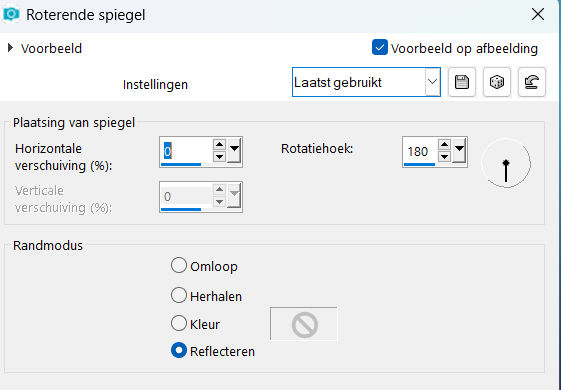 Roterende spiegel
Voorbeeld
Voorbeeld op afbeelding
Instellingen
Laatst gebruikt
Plaatsing van spiegel
Horizontale
verschuiving (%):
0
Rotatiehoek:
180
Verticale
verschuiving (%):
0
Randmodus
Omloop
Herhalen
Kleur
Reflecteren